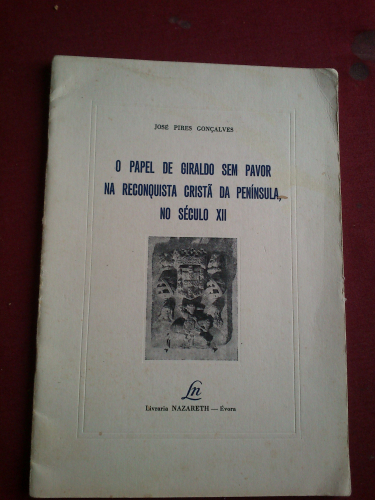 JOSÉ PIRES GONÇALVES
O PAPEL DE GIRALDO SEM PAVOR
NA RECONQUISTA CRISTÃ DA PENÍNSULA,
NO SÉCULO XII
Ln
Livraria NAZARETH — Évora